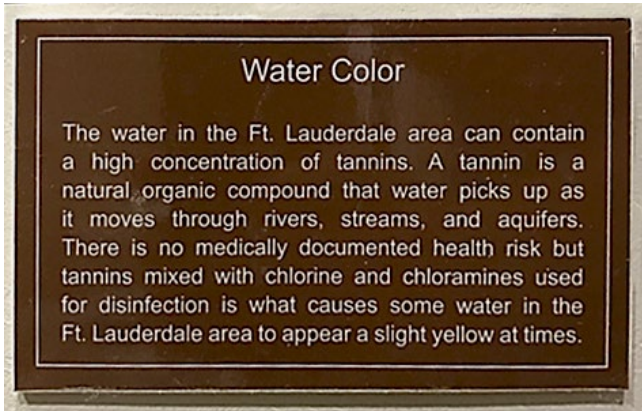 Water Color
The water in the Ft. Lauderdale area can contain
a high concentration of tannins. A tannin is a
natural organic compound that water picks up as
it moves through rivers, streams, and aquifers.
There is no medically documented health risk but
tannins mixed with chlorine and chloramines used
for disinfection is what causes some water in the
Ft. Lauderdale area to appear a slight yellow at times.